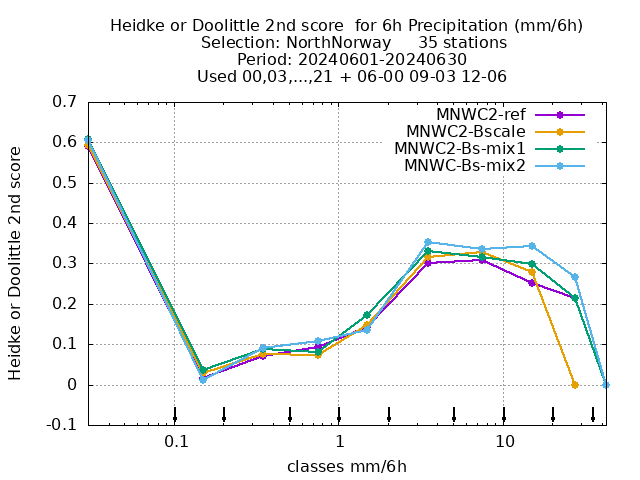 Heidke or Doolittle 2nd score  for 6h Precipitation (mm/6h)
Selection: NorthNorway     35 stations
Period: 20240601-20240630
Used 00,03,...,21 + 06-00 09-03 12-06
MNWC2-ref
MNWC2-Bscale
MNWC2-Bs-mix1
MNWC-Bs-mix2
Heidke or Doolittle 2nd score
0.7
0.6
0.5
0.4
0.3
0.2
0.1
0
-0.1
0.1 1 10
classes mm/6h